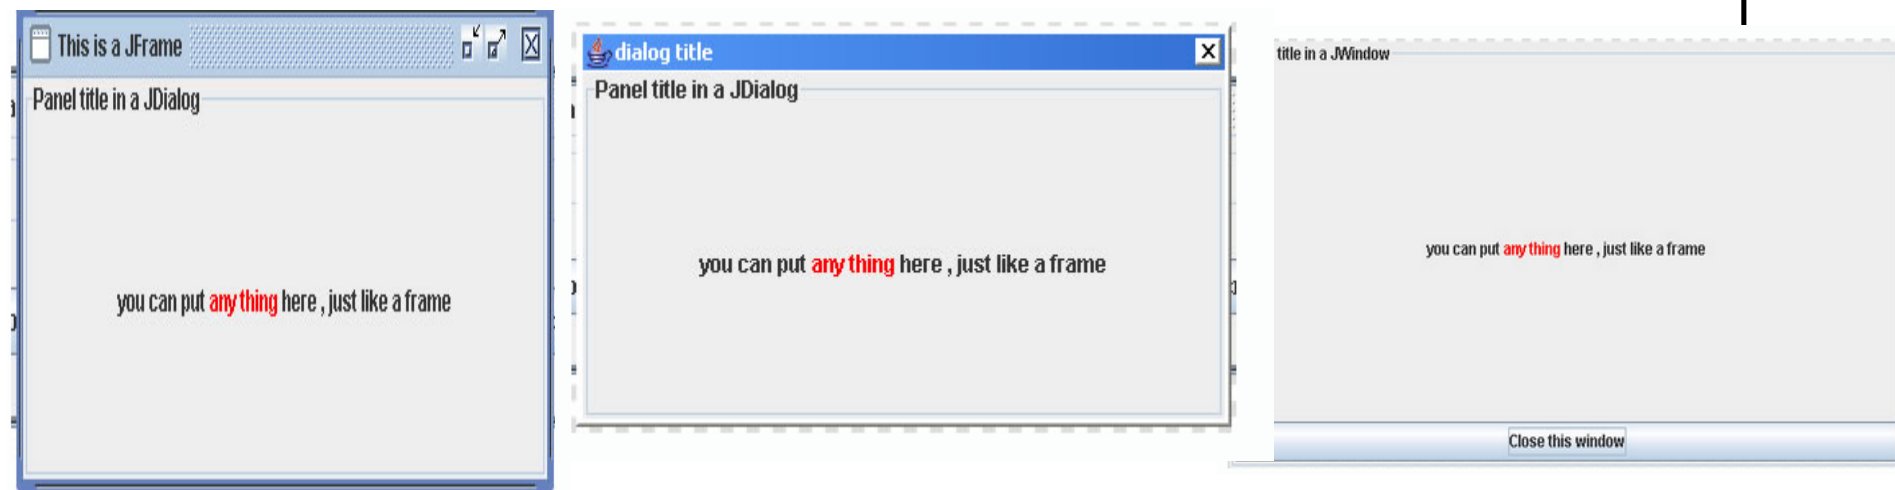 This is a JFrame
Panel title in a JDialog
you can put any thing here , just like a frame
dialog title
Panel title in a JDialog
you can put any thing here , just like a frame
title in a JWindow
you can put any thing here , just like a frame
Close this window